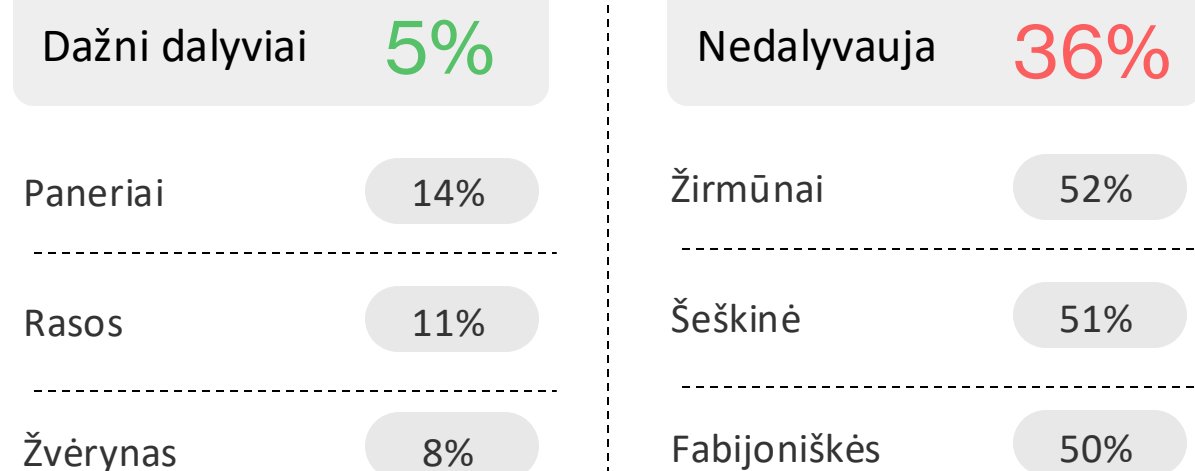 Dažni dalyviai 5%
Paneriai 14%
Rasos 11%
Žvėrynas 8%
Nedalyvauja 36%
Žirmūnai 52%
Šeškinė 51%
Fabijoniškės 50%